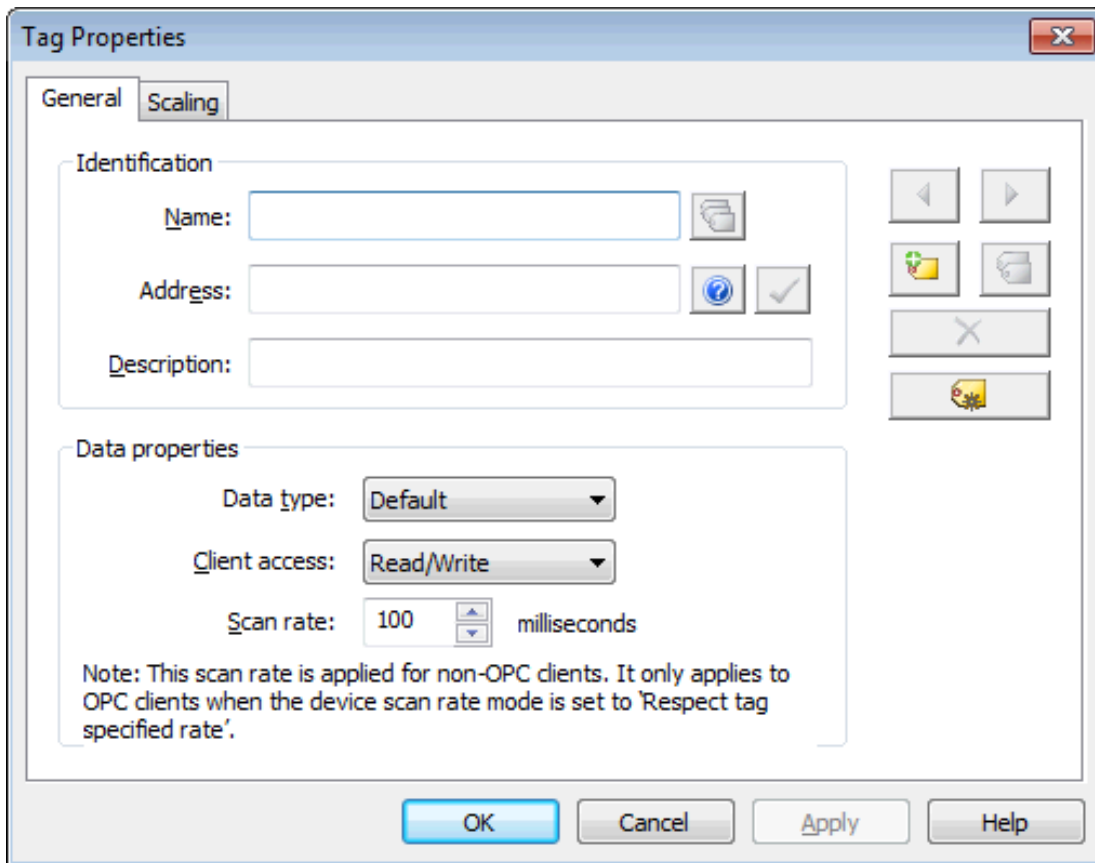 Tag Properties
General
Scaling
Identification
Name:
Address:
Description:
Data properties
Data type: Default
Client access: Read/Write
Scan rate: 100 milliseconds
Note: This scan rate is applied for non-OPC clients. It only applies to
OPC clients when the device scan rate mode is set to 'Respect tag
specified rate'.
OK
Cancel
Apply
Help